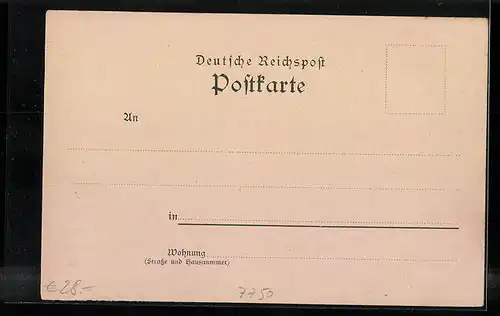 Deutsche Reichspost
Postkarte
An
in
Wohnung
(Straße und Hausnummer)
€ 28.-
7750